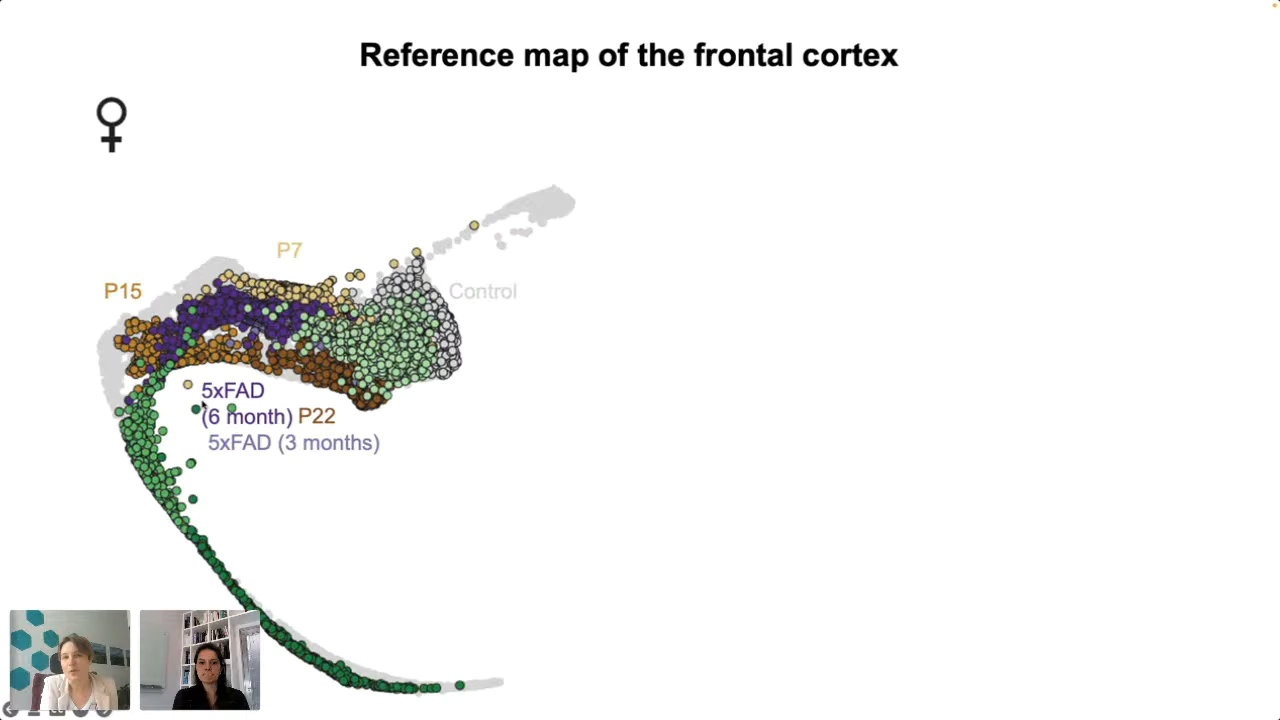 Reference map of the frontal cortex
P7
P15
Control
5xFAD
(6 month) P22
5xFAD (3 months)